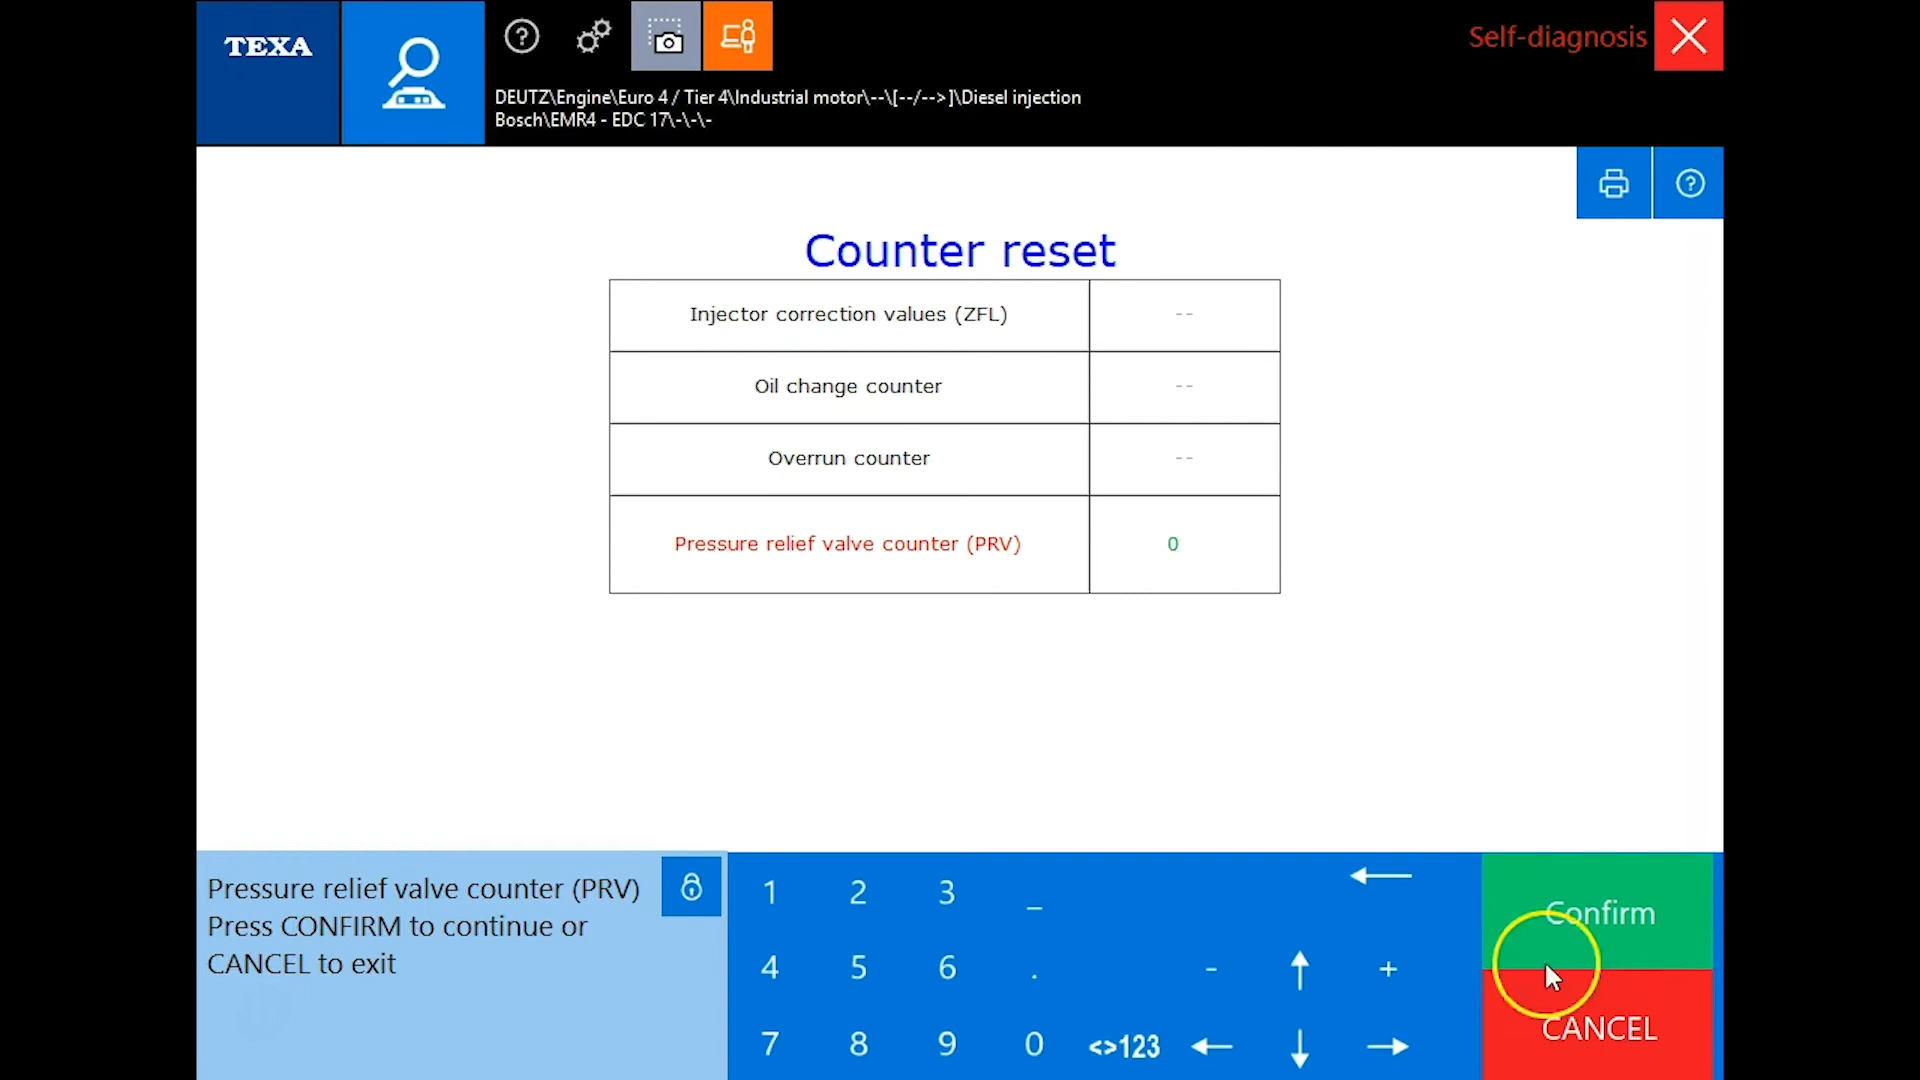 TEXA
Self-diagnosis
DEUTZ\Engine\Euro 4 / Tier 4\Industrial motor\--\[--/-->]\Diesel injection
Bosch\EMR4 - EDC 17\-\-\-
Counter reset
Injector correction values (ZFL) --
Oil change counter --
Overrun counter --
Pressure relief valve counter (PRV) 0
Pressure relief valve counter (PRV)
Press CONFIRM to continue or
CANCEL to exit
1 2 3 _
4 5 6 . - +
7 8 9 0 <>123
Confirm
CANCEL